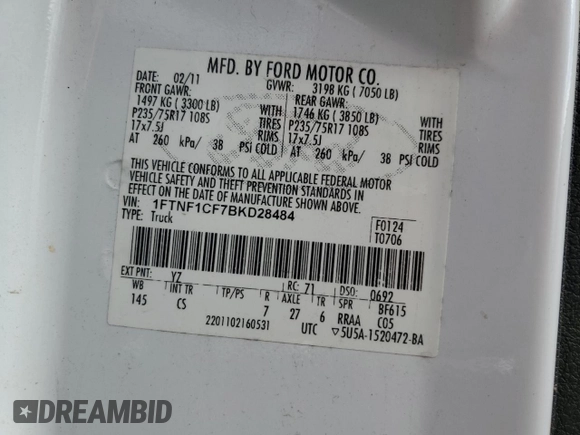 MFD. BY FORD MOTOR CO.
DATE: 02/11 GVWR: 3198 KG ( 7050 LB)
FRONT GAWR: REAR GAWR:
1497 KG ( 3300 LB) WITH 1746 KG ( 3850 LB) WITH
P235/75R17 108S TIRES P235/75R17 108S TIRES
17x7.5J RIMS 17x7.5J RIMS
AT 260 kPa/ 38 PSI COLD AT 260 kPa/ 38 PSI COLD
THIS VEHICLE CONFORMS TO ALL APPLICABLE FEDERAL MOTOR
VEHICLE SAFETY AND THEFT PREVENTION STANDARDS IN
EFFECT ON THE DATE OF MANUFACTURE SHOWN ABOVE.
VIN: 1FTNF1CF7BKD28484
TYPE: Truck
F0124
T0706
EXT PNT: YZ RC: 71 DSO: 0692
WB INT TR TP/PS R AXLE TR SPR BF615
145 CS 7 27 6 RRAA C05
2201102160531 UTC ▽5U5A-1520472-BA
DREAMBID